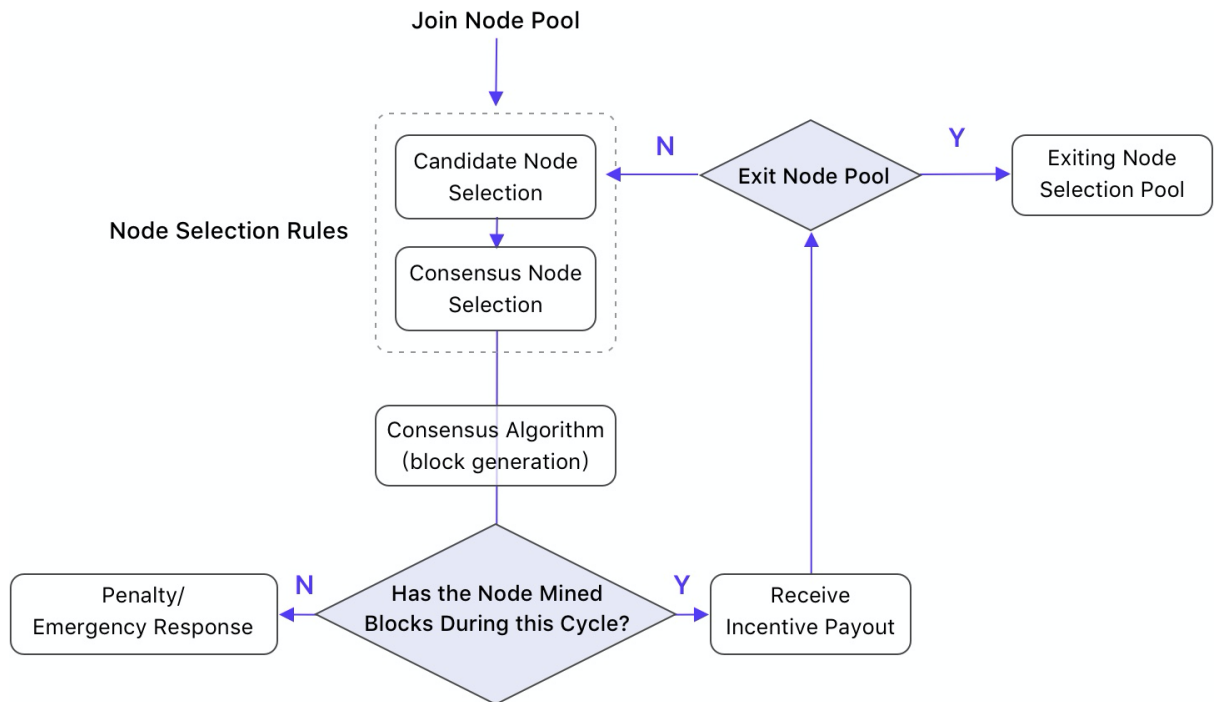 Join Node Pool
Candidate Node
Selection
N
Exit Node Pool
Y
Exiting Node
Selection Pool
Node Selection Rules
Consensus Node
Selection
Consensus Algorithm
(block generation)
Has the Node Mined
Blocks During this Cycle?
N
Penalty/
Emergency Response
Y
Receive
Incentive Payout